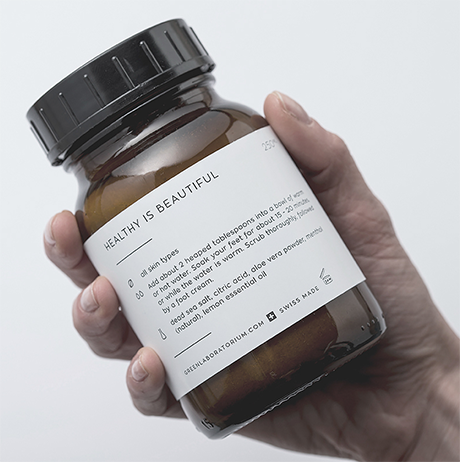 HEALTHY IS BEAUTIFUL
all skin types
Add about 2 heaped tablespoons into a bowl of warm
or hot water. Soak your feet for about 15 - 20 minutes,
or while the water is warm. Scrub thoroughly, followed
by a foot cream.
dead sea salt, citric acid, aloe vera powder, menthol
(natural), lemon essential oil
GREENLABORATORIUM.COM SWISS MADE